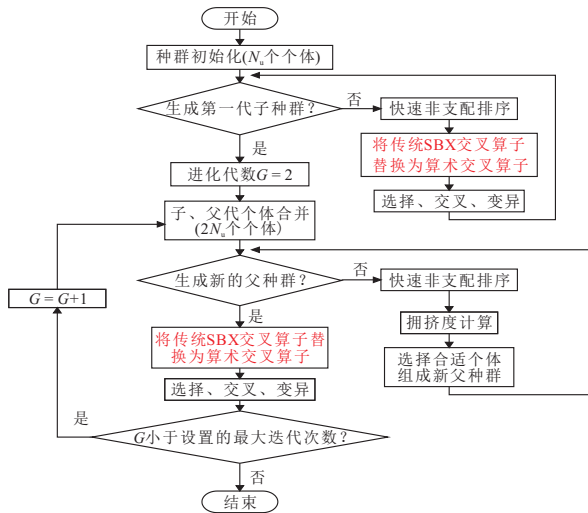 开始
种群初始化(Nu个个体)
生成第一代子种群?
否
快速非支配排序
将传统SBX交叉算子
替换为算术交叉算子
选择、交叉、变异
是
进化代数G = 2
子、父代个体合并
(2Nu个个体)
生成新的父种群?
否
快速非支配排序
拥挤度计算
选择合适个体
组成新父种群
G = G+1
是
将传统SBX交叉算子替
换为算术交叉算子
选择、交叉、变异
是
G小于设置的最大迭代次数?
否
结束